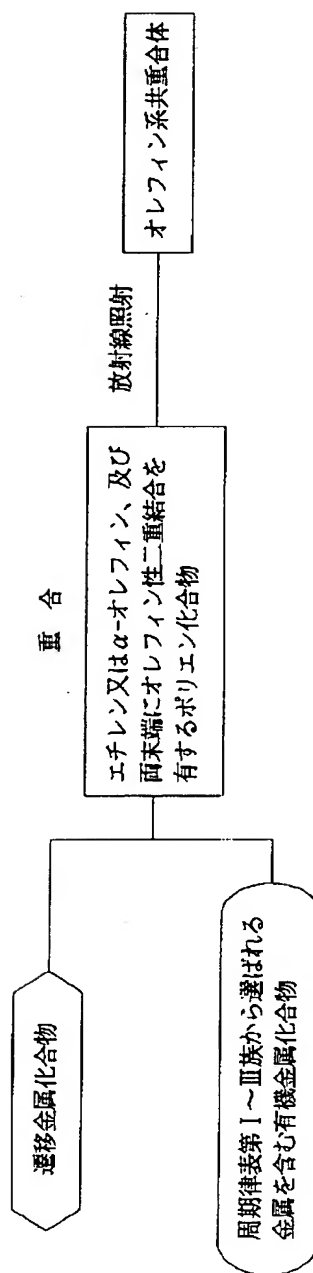 遷移金属化合物
周期律表第Ⅰ～Ⅲ族から選ばれる
金属を含む有機金属化合物
重合
エチレン又はα-オレフィン、及び
両末端にオレフィン性二重結合を
有するポリエン化合物
放射線照射
オレフィン系共重合体